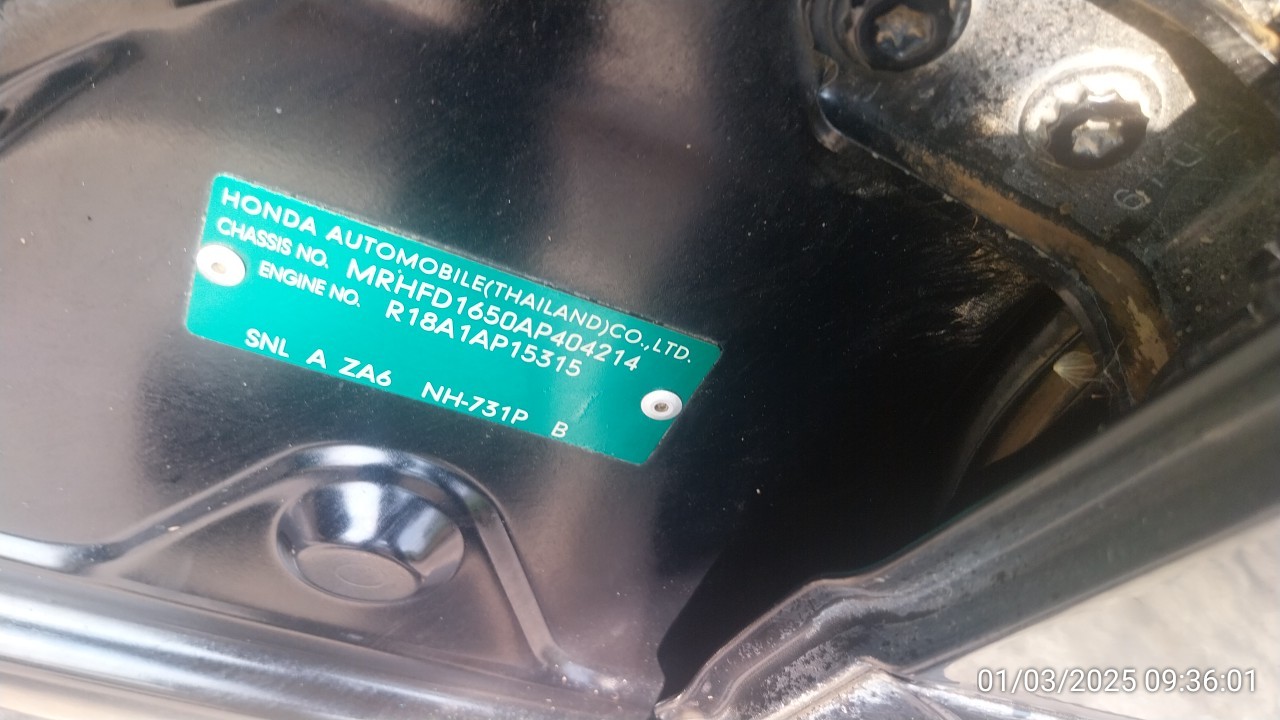 HONDA AUTOMOBILE(THAILAND)CO.,LTD.
CHASSIS NO. MRHFD1650AP404214
ENGINE NO. R18A1AP15315
SNL A ZA6 NH-731P B
01/03/2025 09:36:01